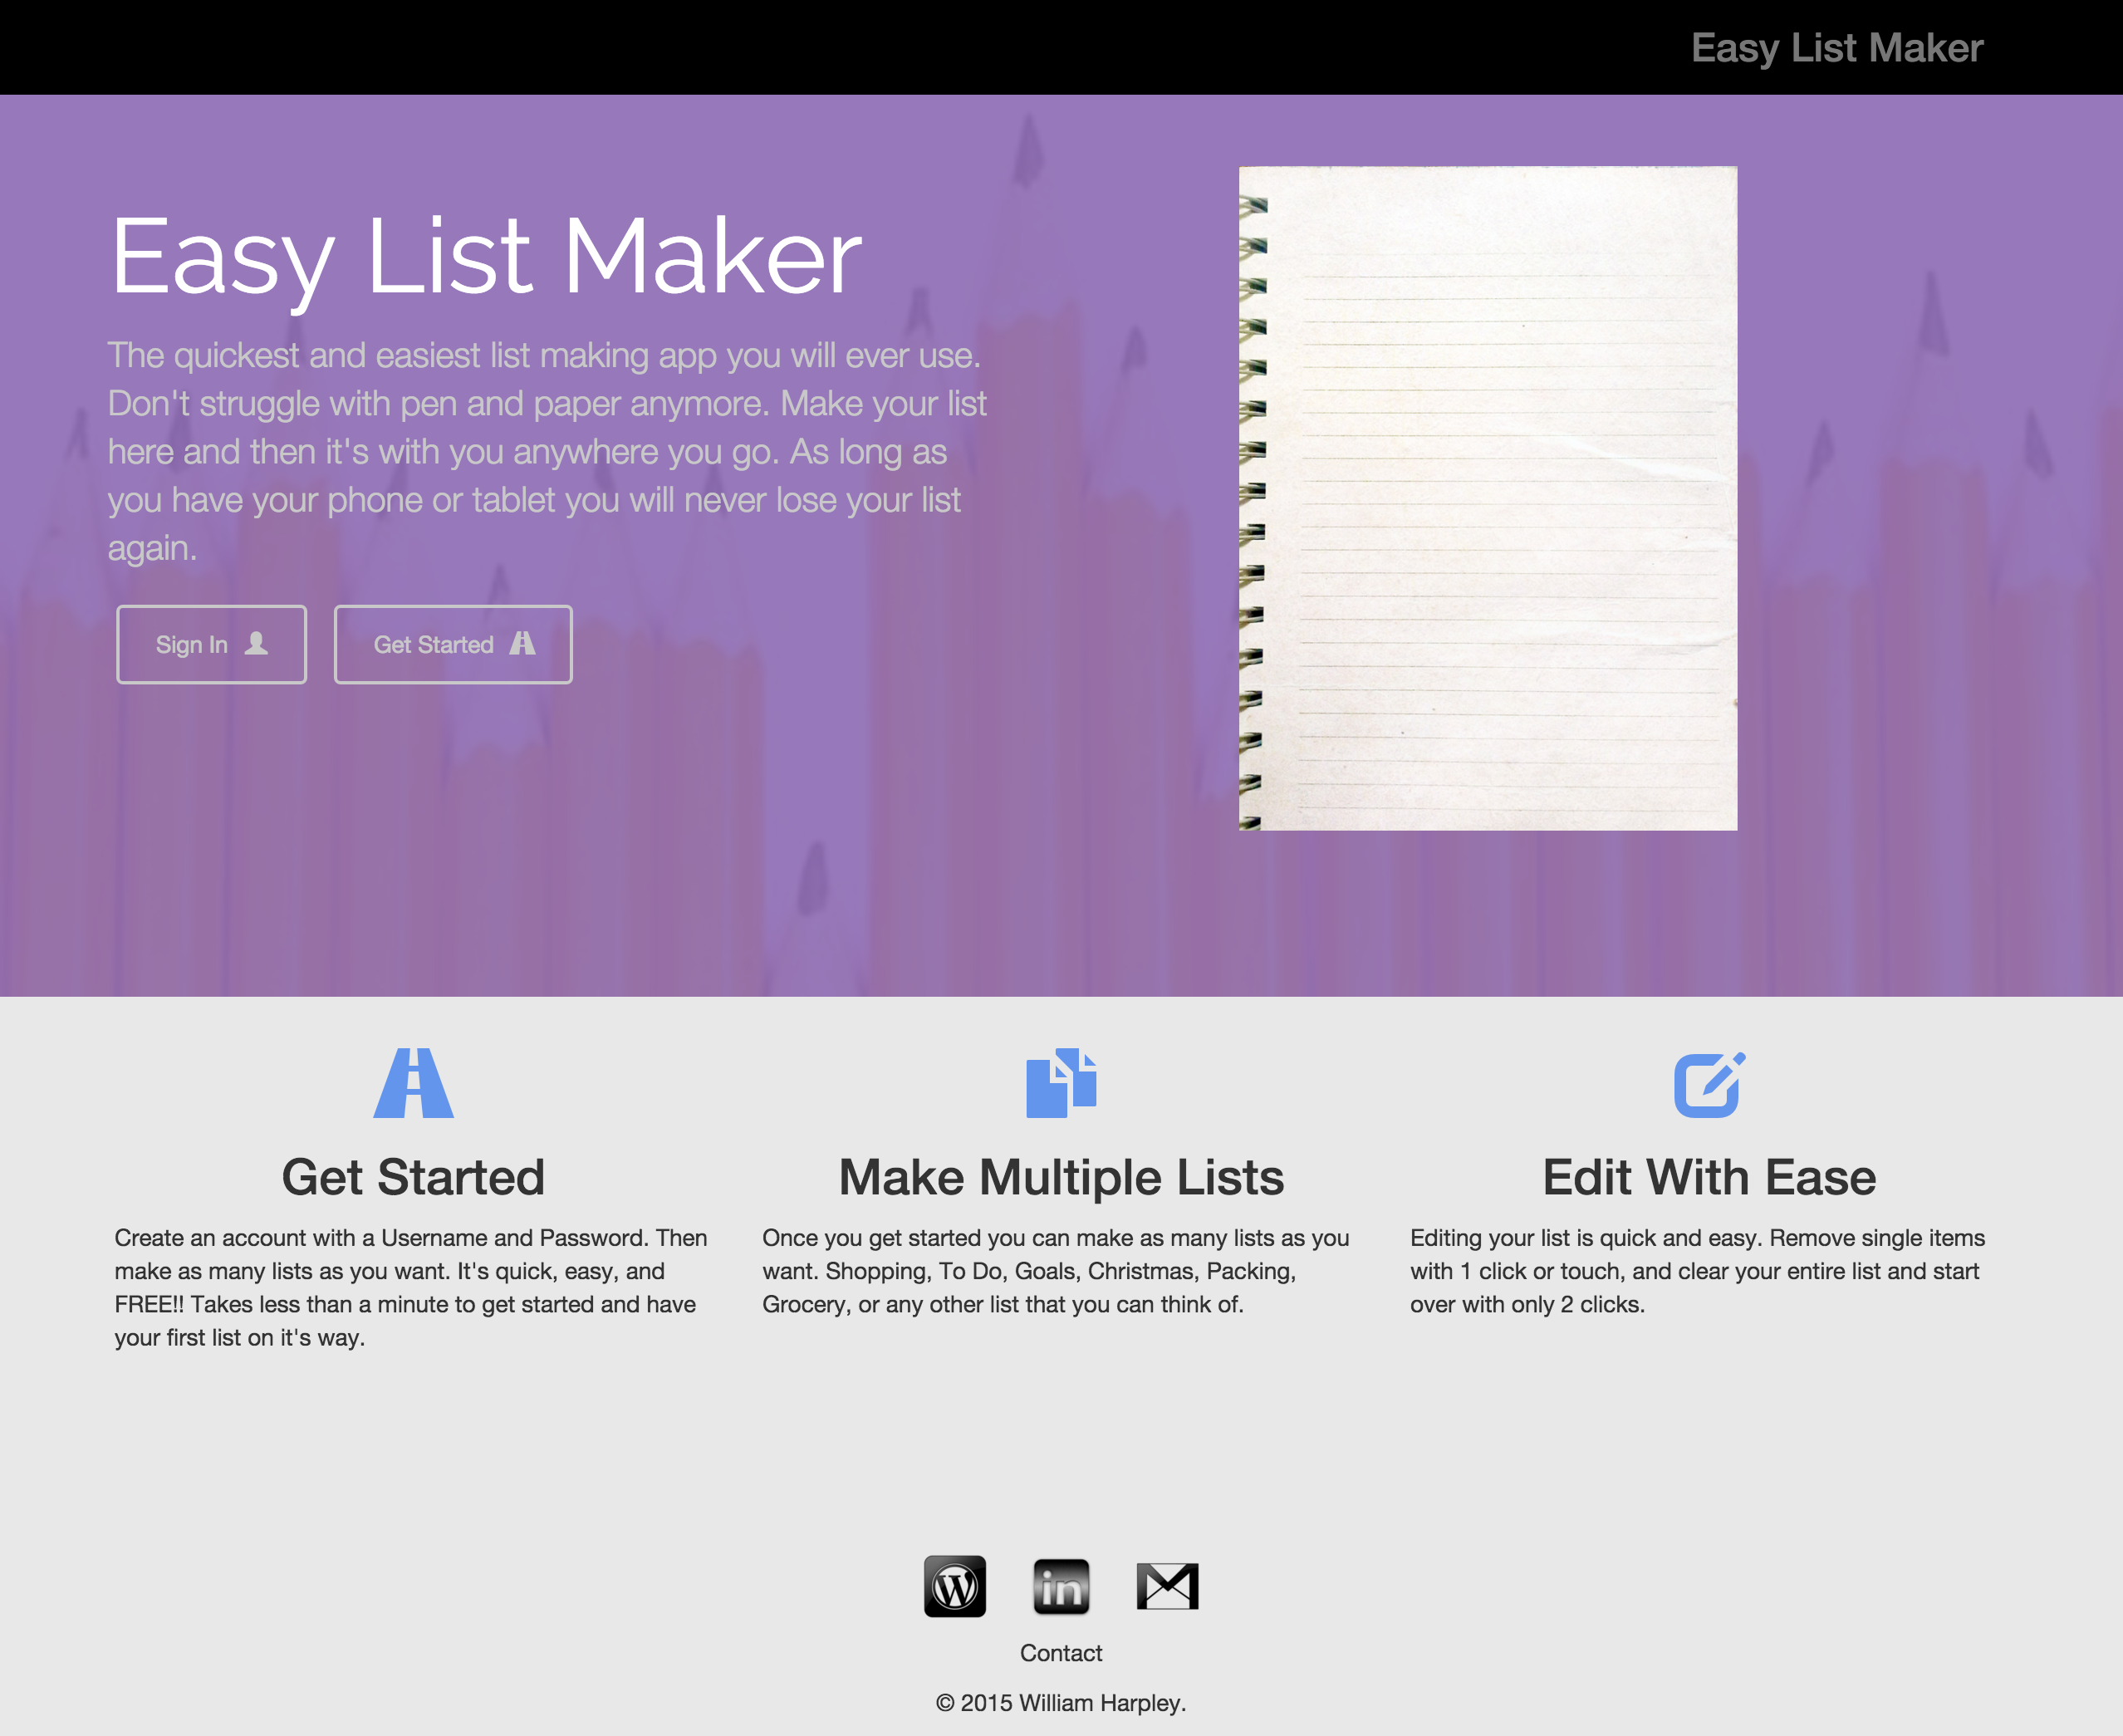 Easy List Maker
Easy List Maker
The quickest and easiest list making app you will ever use.
Don't struggle with pen and paper anymore. Make your list
here and then it's with you anywhere you go. As long as
you have your phone or tablet you will never lose your list
again.
Sign In
Get Started
Get Started
Create an account with a Username and Password. Then
make as many lists as you want. It's quick, easy, and
FREE!! Takes less than a minute to get started and have
your first list on it's way.
Make Multiple Lists
Once you get started you can make as many lists as you
want. Shopping, To Do, Goals, Christmas, Packing,
Grocery, or any other list that you can think of.
Edit With Ease
Editing your list is quick and easy. Remove single items
with 1 click or touch, and clear your entire list and start
over with only 2 clicks.
in
Contact
© 2015 William Harpley.